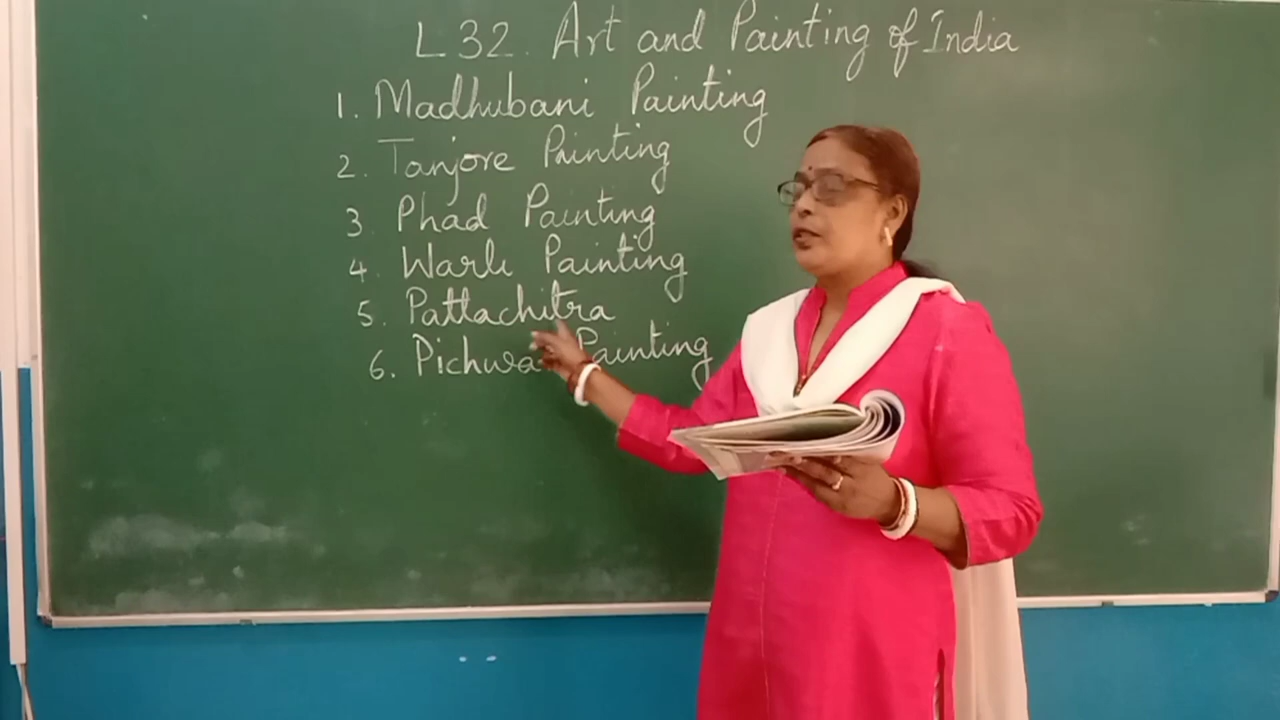 L 32. Art and Painting of India
1. Madhubani Painting
2. Tanjore Painting
3. Phad Painting
4. Warli Painting
5. Pattachitra
6. Painting